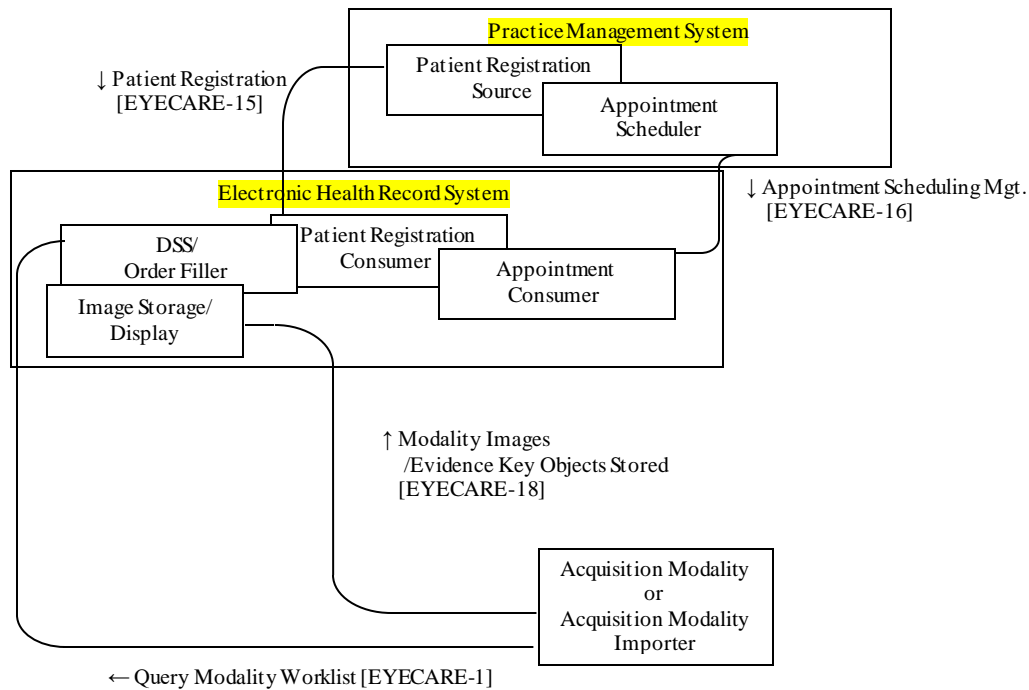 Practice Management System
Patient Registration
Source
Appointment
Scheduler
↓ Patient Registration
[EYECARE-15]
Electronic Health Record System
↓ Appointment Scheduling Mgt.
[EYECARE-16]
DSS/
Order Filler
Patient Registration
Consumer
Appointment
Consumer
Image Storage/
Display
↑ Modality Images
/Evidence Key Objects Stored
[EYECARE-18]
Acquisition Modality
or
Acquisition Modality
Importer
← Query Modality Worklist [EYECARE-1]